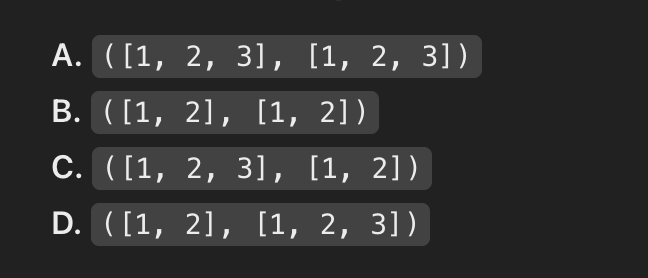 A. ([1, 2, 3], [1, 2, 3])
B. ([1, 2], [1, 2])
C. ([1, 2, 3], [1, 2])
D. ([1, 2], [1, 2, 3])